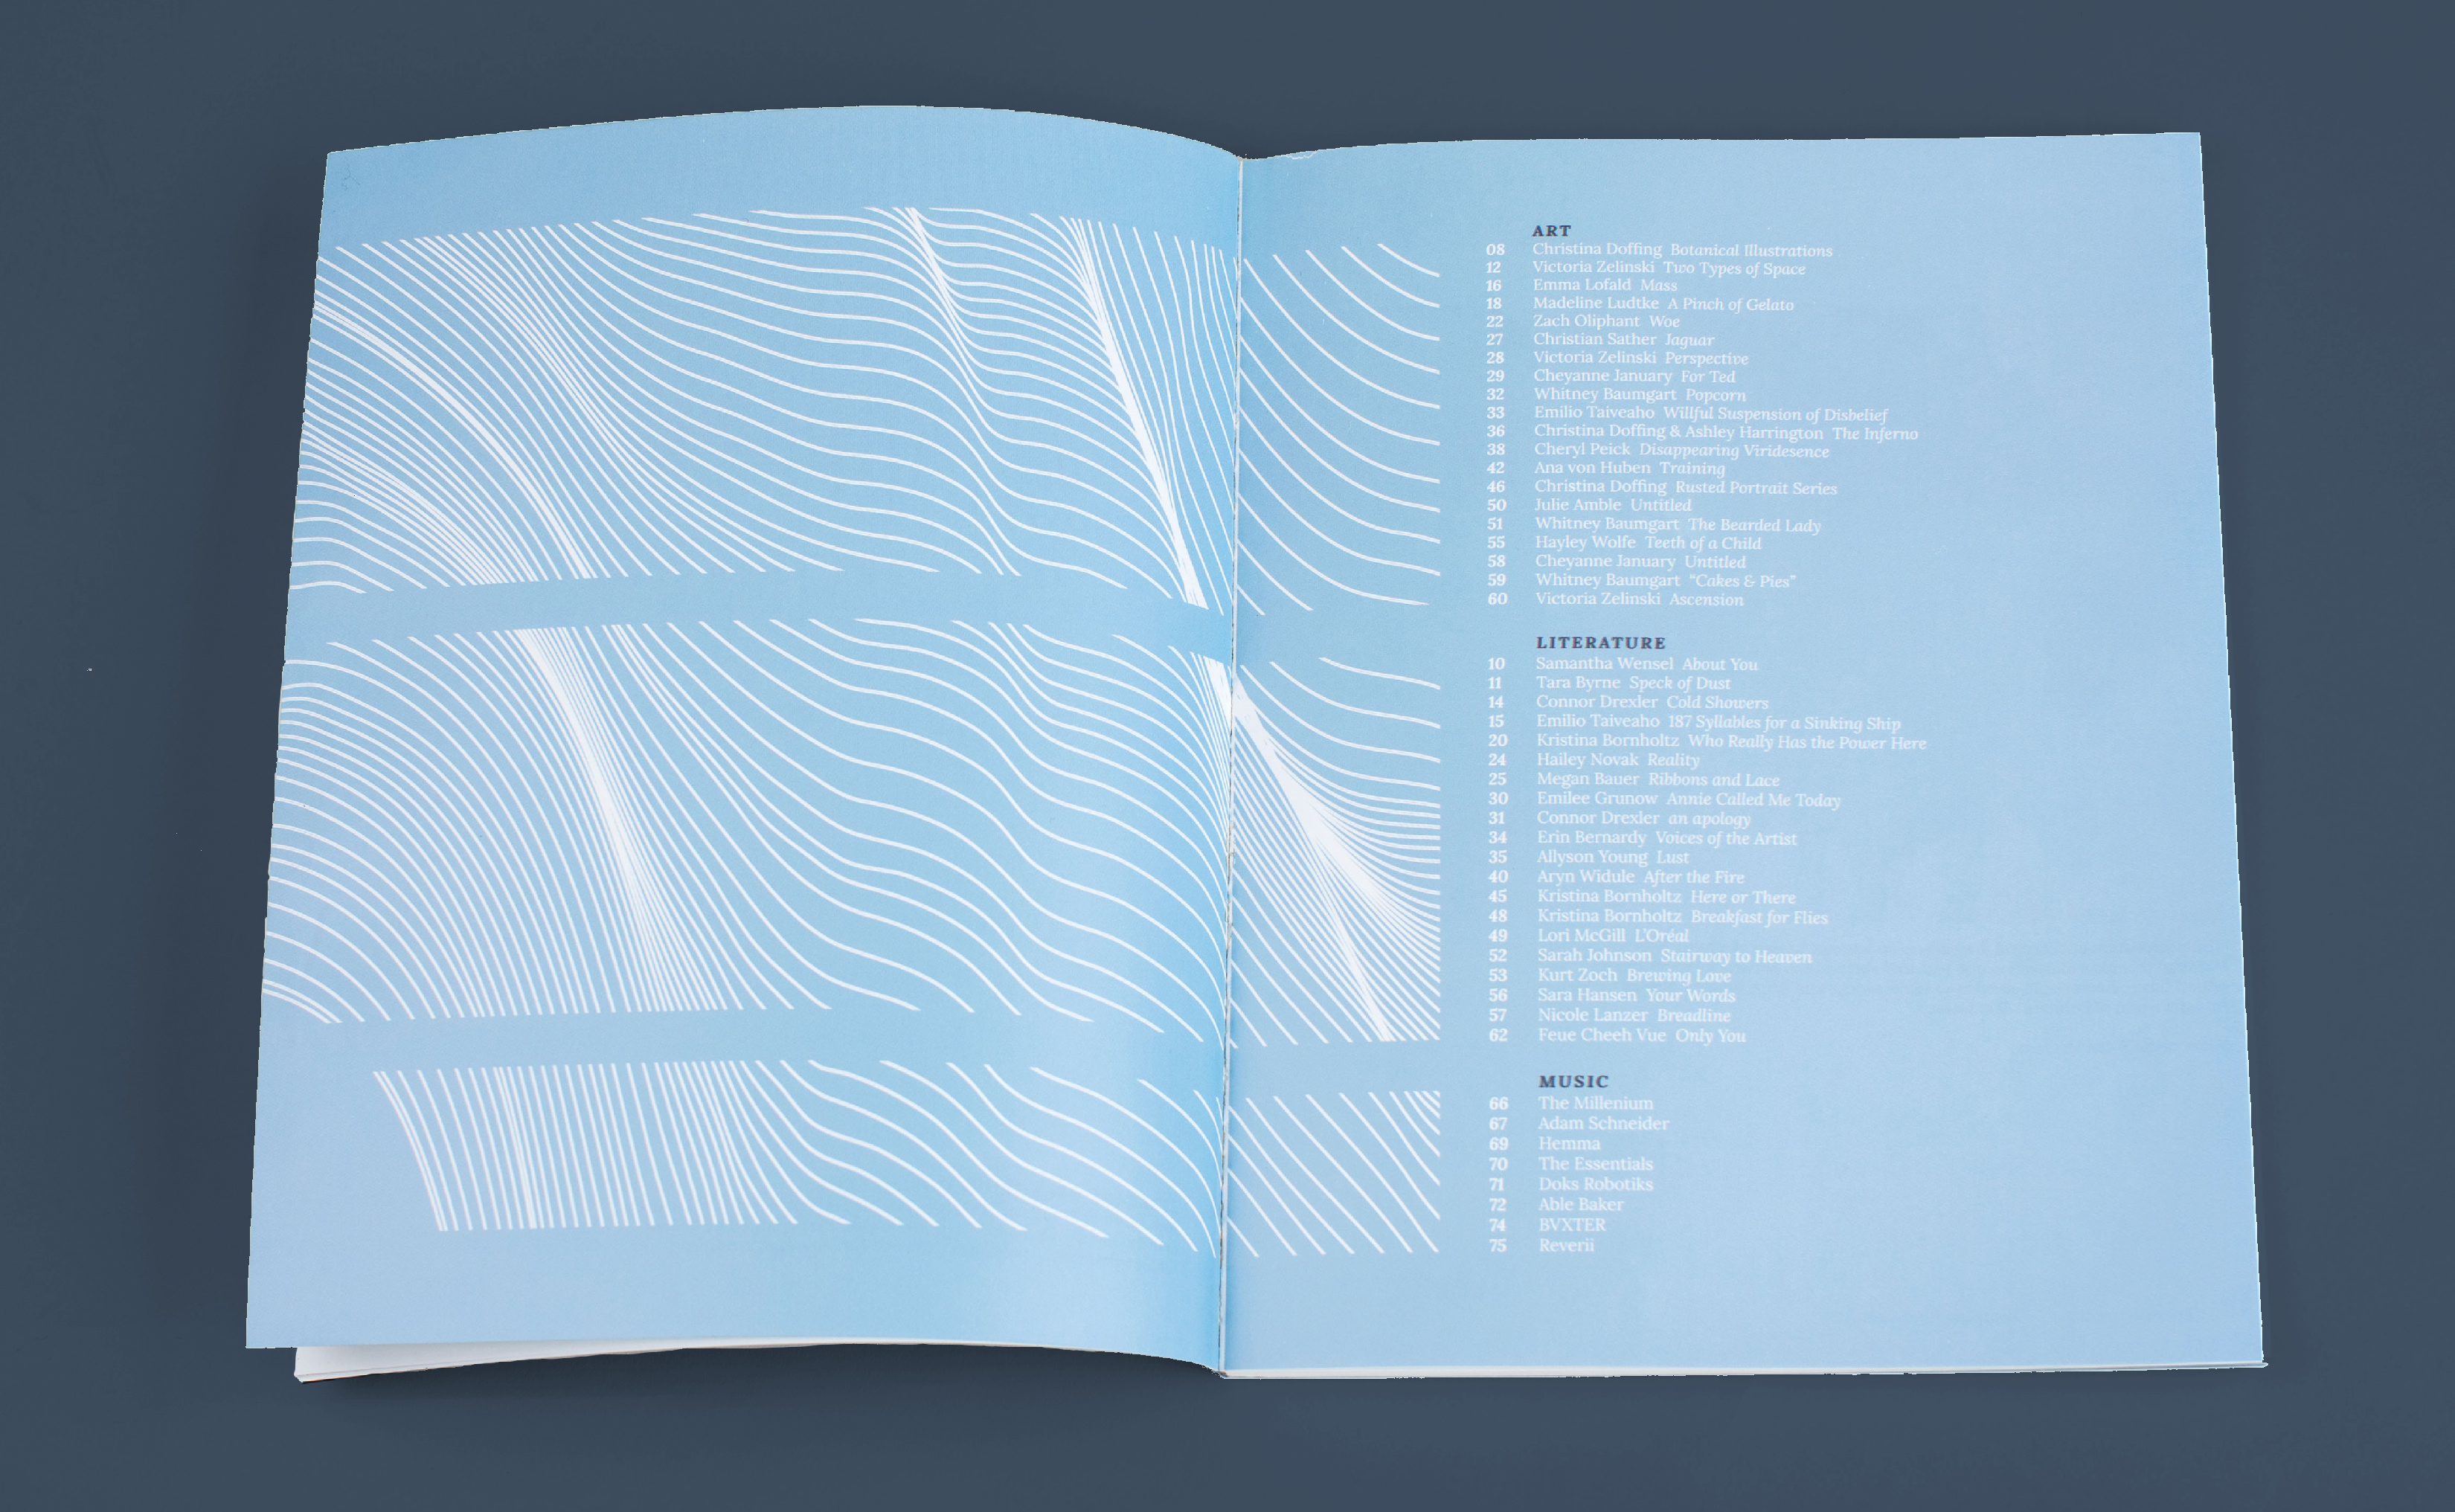 ART
08 Christina Doffing Botanical Illustrations
12 Victoria Zelinski Two Types of Space
16 Emma Lofald Mass
18 Madeline Ludtke A Pinch of Gelato
22 Zach Oliphant Woe
27 Christian Sather Jaguar
28 Victoria Zelinski Perspective
29 Cheyanne January For Ted
32 Whitney Baumgart Popcorn
33 Emilio Taiveaho Willful Suspension of Disbelief
36 Christina Doffing & Ashley Harrington The Inferno
38 Cheryl Peick Disappearing Viridesence
42 Ana von Huben Training
46 Christina Doffing Rusted Portrait Series
50 Julie Amble Untitled
51 Whitney Baumgart The Bearded Lady
55 Hayley Wolfe Teeth of a Child
58 Cheyanne January Untitled
59 Whitney Baumgart “Cakes & Pies”
60 Victoria Zelinski Ascension
LITERATURE
10 Samantha Wensel About You
11 Tara Byrne Speck of Dust
14 Connor Drexler Cold Showers
15 Emilio Taiveaho 187 Syllables for a Sinking Ship
20 Kristina Bornholtz Who Really Has the Power Here
24 Hailey Novak Reality
25 Megan Bauer Ribbons and Lace
30 Emilee Grunow Annie Called Me Today
31 Connor Drexler an apology
34 Erin Bernardy Voices of the Artist
35 Allyson Young Lust
40 Aryn Widule After the Fire
45 Kristina Bornholtz Here or There
48 Kristina Bornholtz Breakfast for Flies
49 Lori McGill L'Oréal
52 Sarah Johnson Stairway to Heaven
53 Kurt Zoch Brewing Love
56 Sara Hansen Your Words
57 Nicole Lanzer Breadline
62 Feue Cheeh Vue Only You
MUSIC
66 The Millenium
67 Adam Schneider
69 Hemma
70 The Essentials
71 Doks Robotiks
72 Able Baker
74 BVXTER
75 Reverii